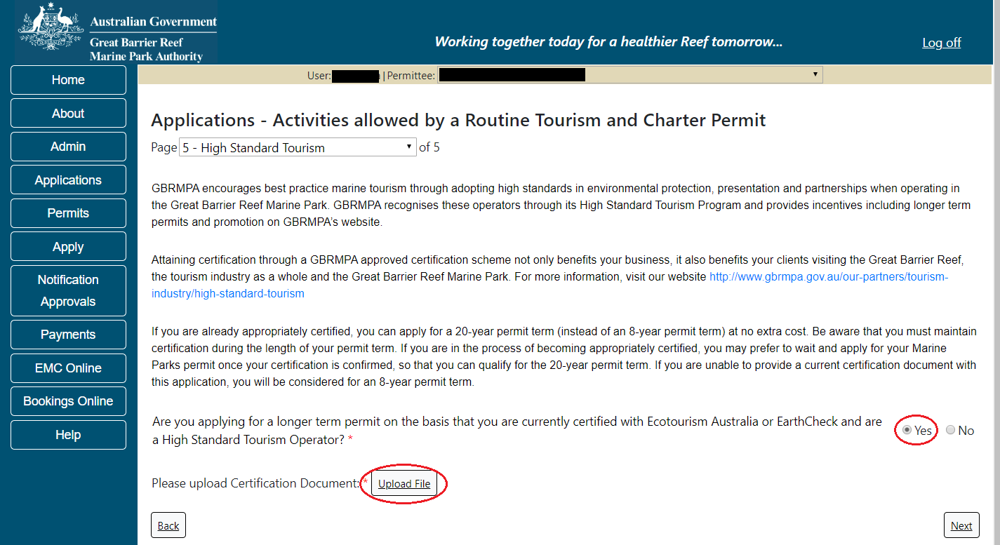 Australian Government
Great Barrier Reef
Marine Park Authority
Working together today for a healthier Reef tomorrow...
Log off
Home
About
Admin
Applications
Permits
Apply
Notification
Approvals
Payments
EMC Online
Bookings Online
Help
User: | Permittee:
Applications - Activities allowed by a Routine Tourism and Charter Permit
Page 5 - High Standard Tourism of 5
GBRMPA encourages best practice marine tourism through adopting high standards in environmental protection, presentation and partnerships when operating in
the Great Barrier Reef Marine Park. GBRMPA recognises these operators through its High Standard Tourism Program and provides incentives including longer term
permits and promotion on GBRMPA's website.
Attaining certification through a GBRMPA approved certification scheme not only benefits your business, it also benefits your clients visiting the Great Barrier Reef,
the tourism industry as a whole and the Great Barrier Reef Marine Park. For more information, visit our website http://www.gbrmpa.gov.au/our-partners/tourism-
industry/high-standard-tourism
If you are already appropriately certified, you can apply for a 20-year permit term (instead of an 8-year permit term) at no extra cost. Be aware that you must maintain
certification during the length of your permit term. If you are in the process of becoming appropriately certified, you may prefer to wait and apply for your Marine
Parks permit once your certification is confirmed, so that you can qualify for the 20-year permit term. If you are unable to provide a current certification document with
this application, you will be considered for an 8-year permit term.
Are you applying for a longer term permit on the basis that you are currently certified with Ecotourism Australia or EarthCheck and are
a High Standard Tourism Operator? *
Yes No
Please upload Certification Document: * Upload File
Back
Next